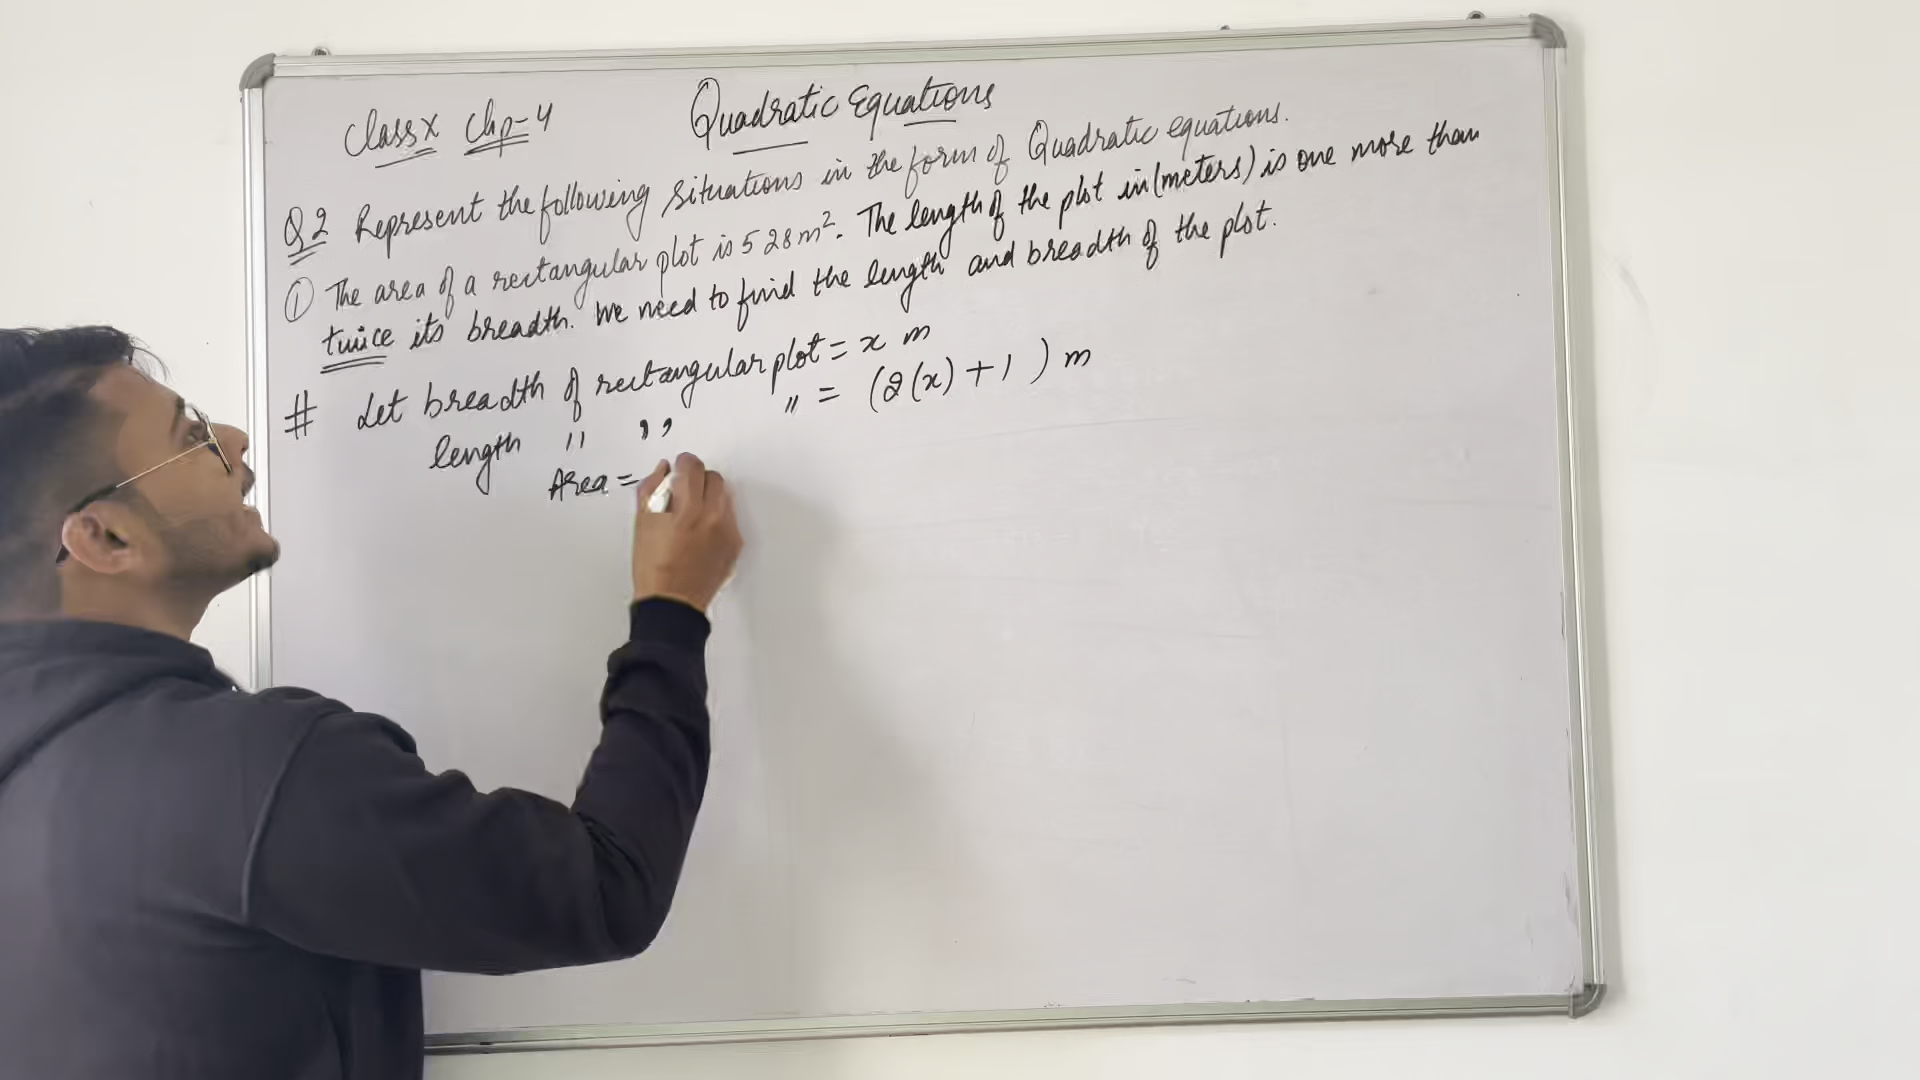 Class X Chp-4
Quadratic Equations
Q2 Represent the following situations in the form of Quadratic equations.
① The area of a rectangular plot is 528m². The length of the plot in (meters) is one more than
twice its breadth. We need to find the length and breadth of the plot.
# Let breadth of rectangular plot = x m
length " " " = (2(x) + 1) m
Area =